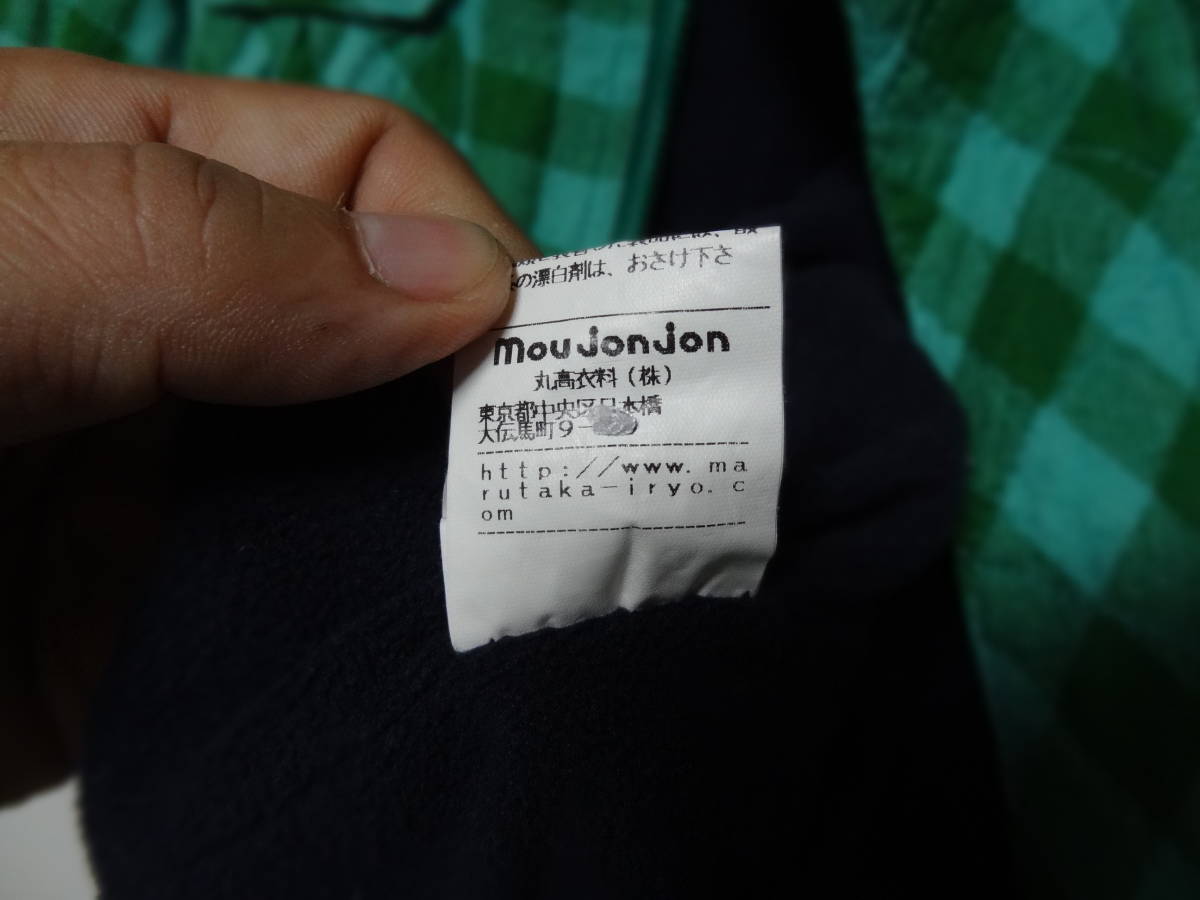 の漂白剤は、おさけ下さ
moujonjon
丸高衣料(株)
東京都中央区日本橋
大伝馬町9-
http://www.ma
rutaka-iryo.c
om